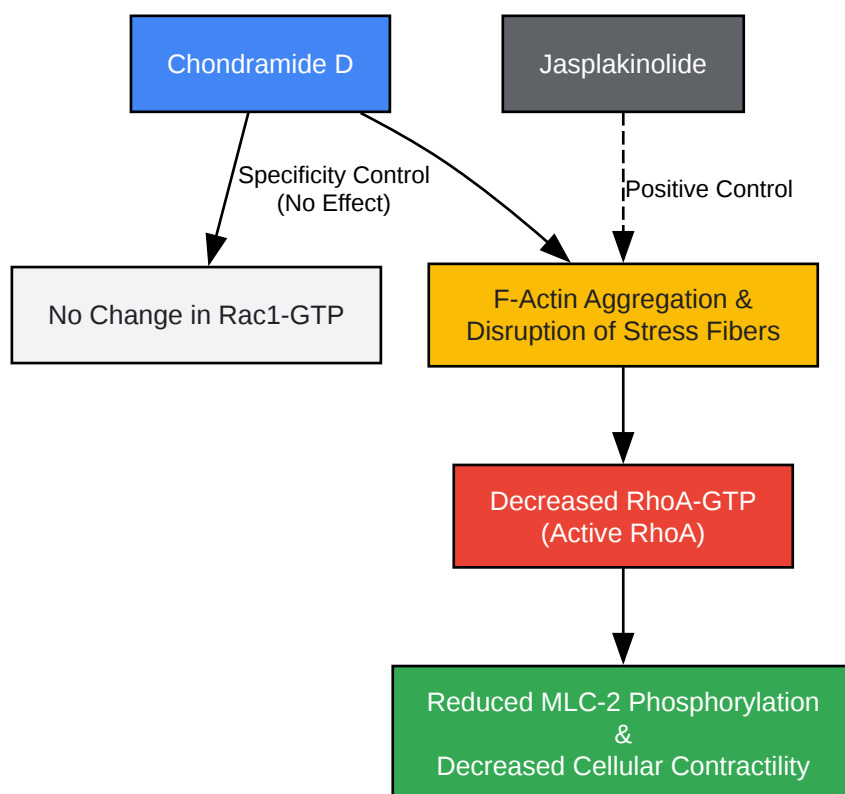 Chondramide D
Jasplakinolide
Specificity Control
(No Effect)
Positive Control
No Change in Rac1-GTP
F-Actin Aggregation &
Disruption of Stress Fibers
Decreased RhoA-GTP
(Active RhoA)
Reduced MLC-2 Phosphorylation
&
Decreased Cellular Contractility